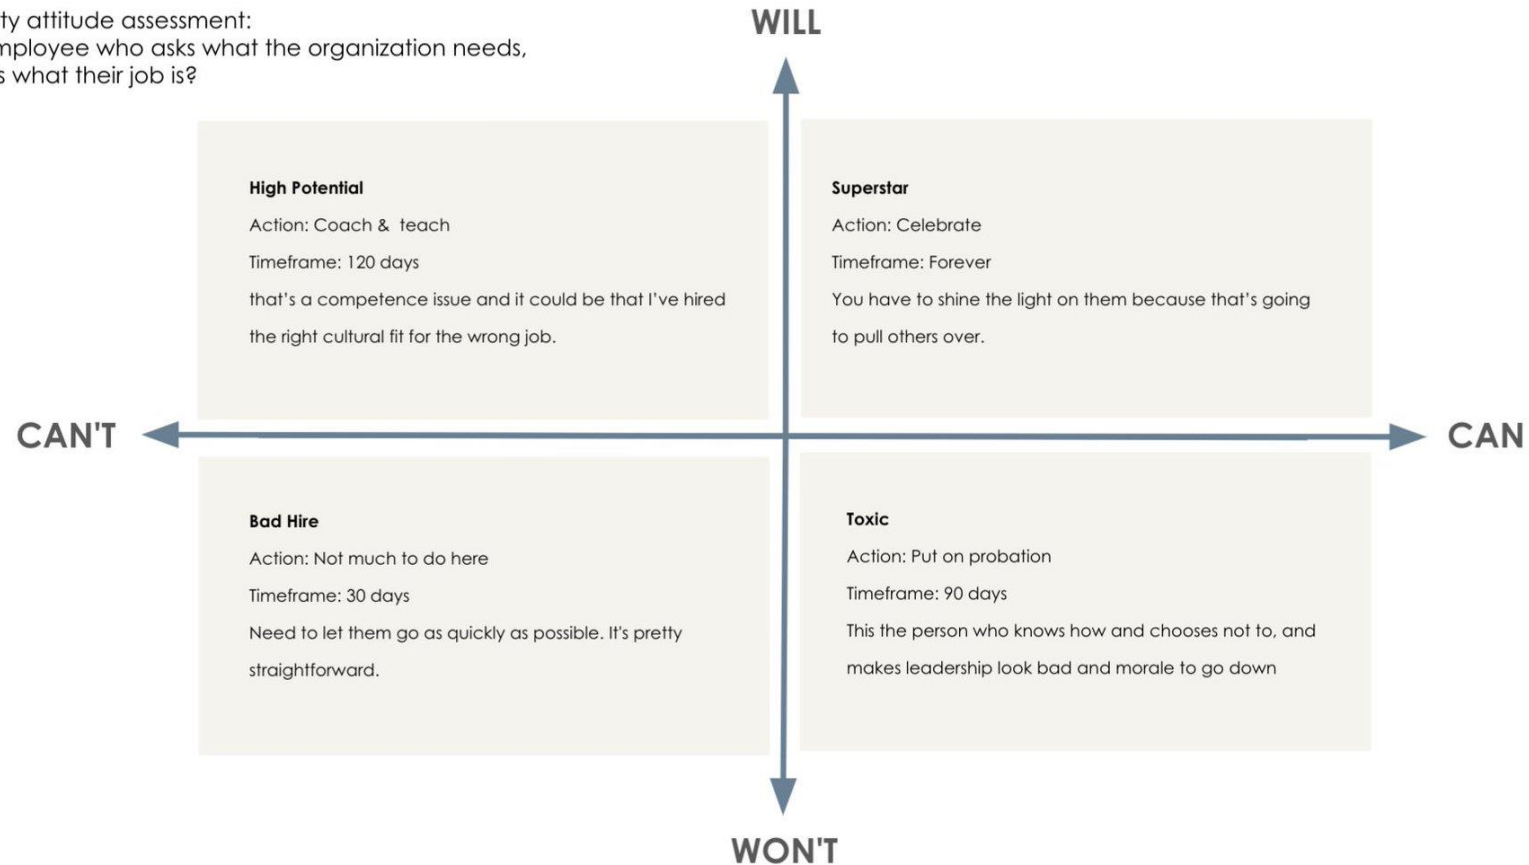 ty attitude assessment:
mployee who asks what the organization needs,
s what their job is?
WILL
High Potential
Action: Coach &  teach
Timeframe: 120 days
that's a competence issue and it could be that I've hired
the right cultural fit for the wrong job.
Superstar
Action: Celebrate
Timeframe: Forever
You have to shine the light on them because that's going
to pull others over.
CAN'T
CAN
Bad Hire
Action: Not much to do here
Timeframe: 30 days
Need to let them go as quickly as possible. It's pretty
straightforward.
Toxic
Action: Put on probation
Timeframe: 90 days
This the person who knows how and chooses not to, and
makes leadership look bad and morale to go down
WON'T